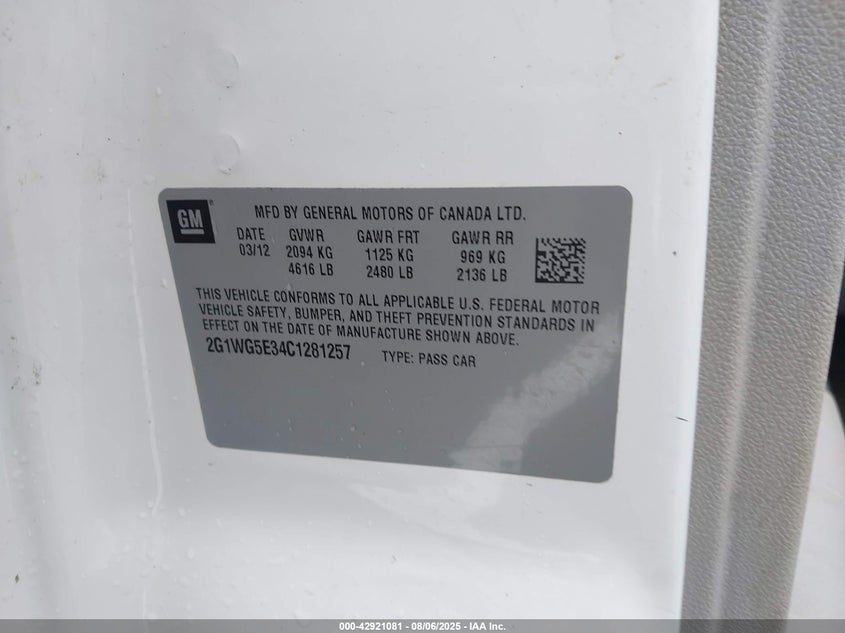 GM
MFD BY GENERAL MOTORS OF CANADA LTD.
DATE GVWR GAWR FRT GAWR RR
03/12 2094 KG 1125 KG 969 KG
4616 LB 2480 LB 2136 LB
THIS VEHICLE CONFORMS TO ALL APPLICABLE U.S. FEDERAL MOTOR
VEHICLE SAFETY, BUMPER, AND THEFT PREVENTION STANDARDS IN
EFFECT ON THE DATE OF MANUFACTURE SHOWN ABOVE.
2G1WG5E34C1281257 TYPE: PASS CAR
000-42921081 - 08/06/2025 - IAA Inc.